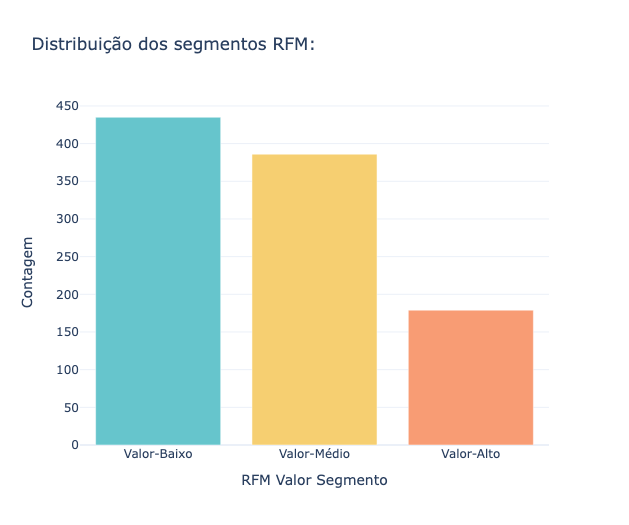 Distribuição dos segmentos RFM:
450
400
350
300
250
200
150
100
50
0
Contagem
Valor-Baixo
Valor-Médio
Valor-Alto
RFM Valor Segmento